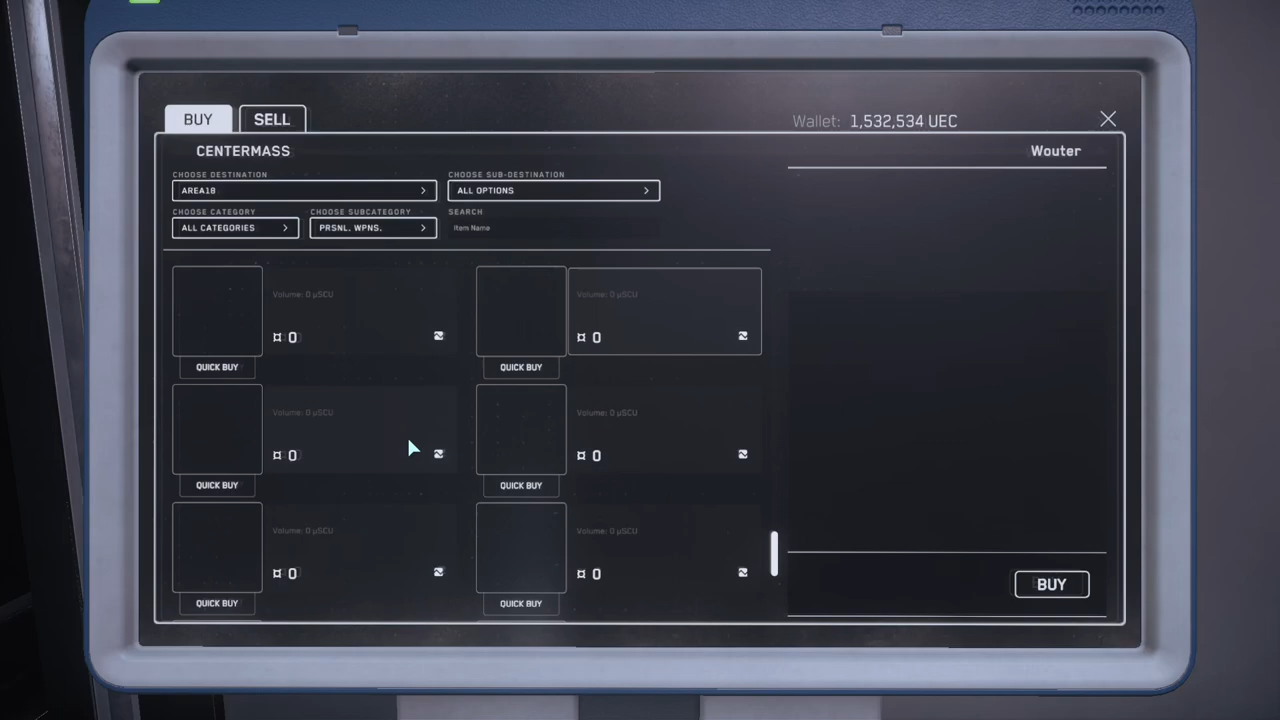 BUY SELL Wallet: 1,532,534 UEC
CENTERMASS Wouter
CHOOSE DESTINATION CHOOSE SUB-DESTINATION
AREA18 ALL OPTIONS
CHOOSE CATEGORY CHOOSE SUBCATEGORY SEARCH
ALL CATEGORIES PRSNL. WPNS. Item Name
Volume: 0 µSCU Volume: 0 µSCU
¤ 0 ¤ 0
QUICK BUY QUICK BUY
Volume: 0 µSCU Volume: 0 µSCU
¤ 0 ¤ 0
QUICK BUY QUICK BUY
Volume: 0 µSCU Volume: 0 µSCU
¤ 0 ¤ 0
QUICK BUY QUICK BUY
BUY